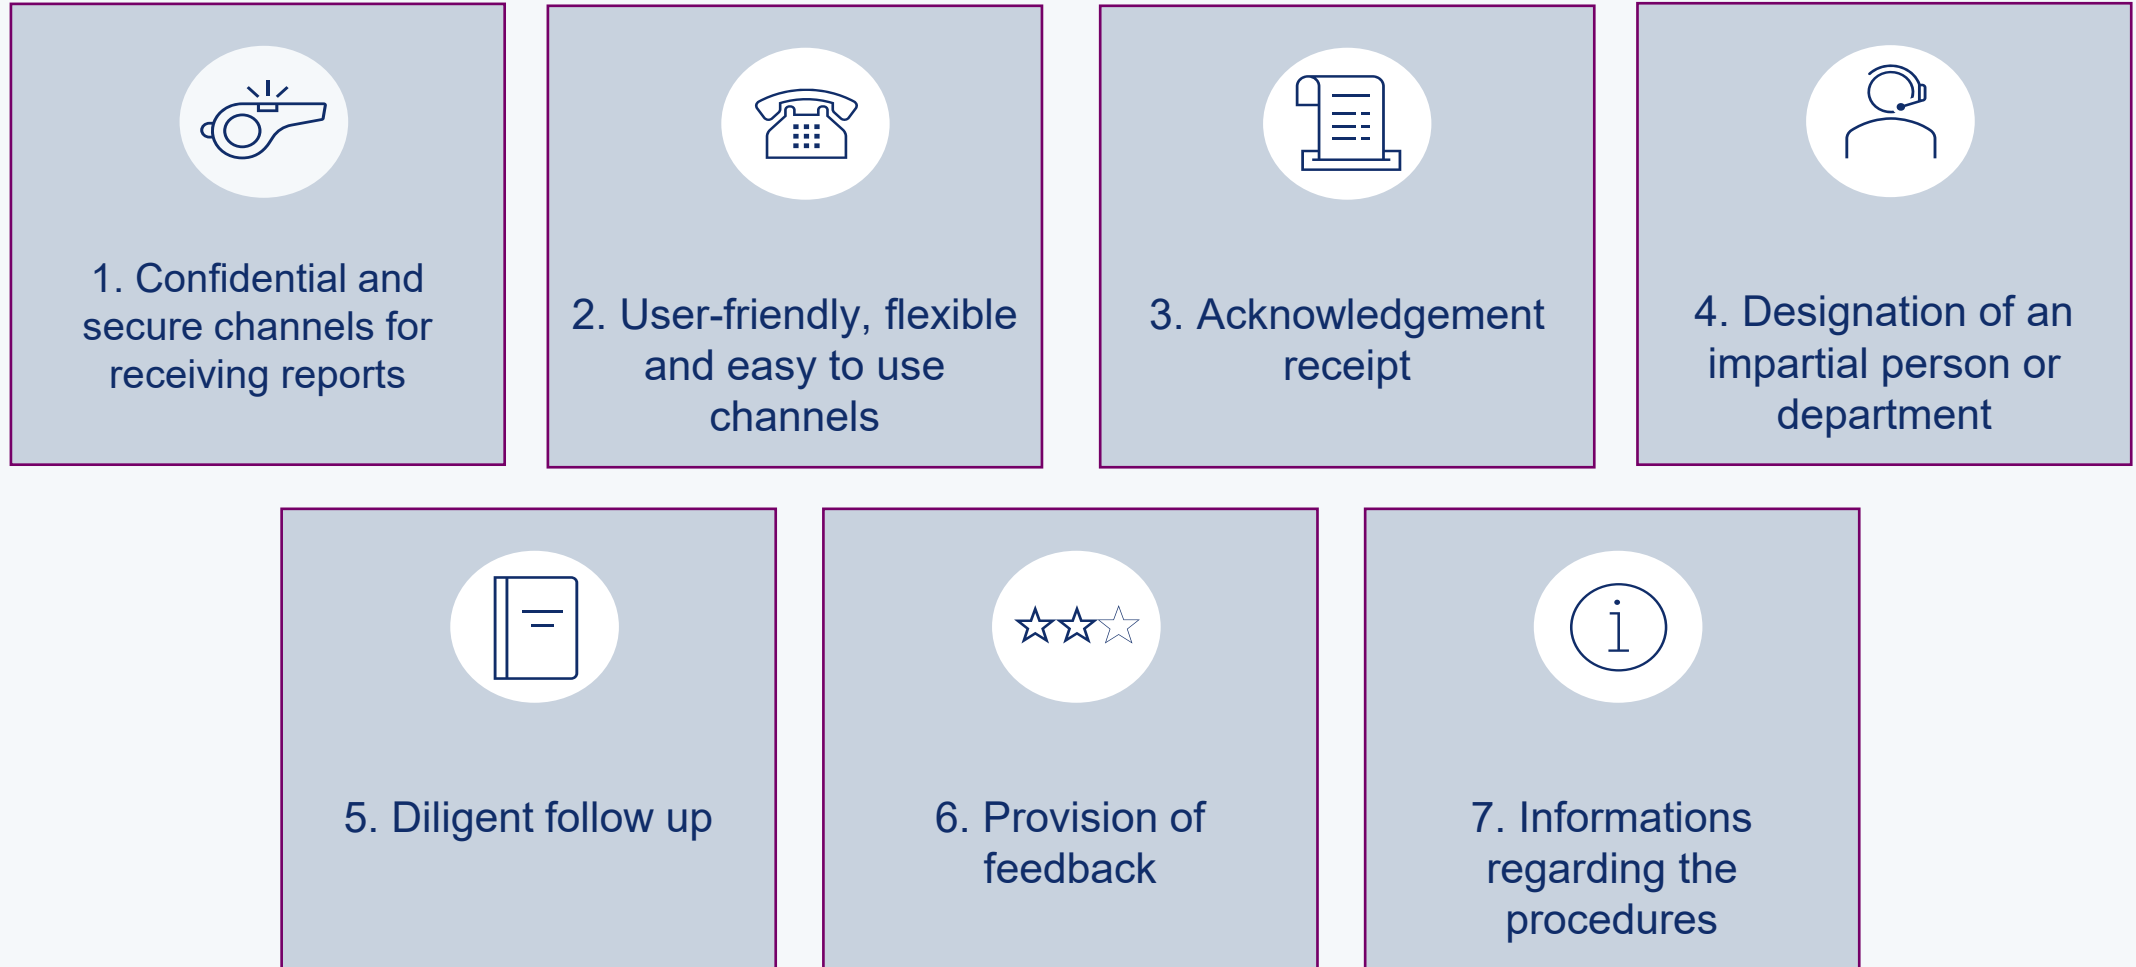 1. Confidential and
secure channels for
receiving reports
2. User-friendly, flexible
and easy to use
channels
3. Acknowledgement
receipt
4. Designation of an
impartial person or
department
5. Diligent follow up
6. Provision of
feedback
7. Informations
regarding the
procedures